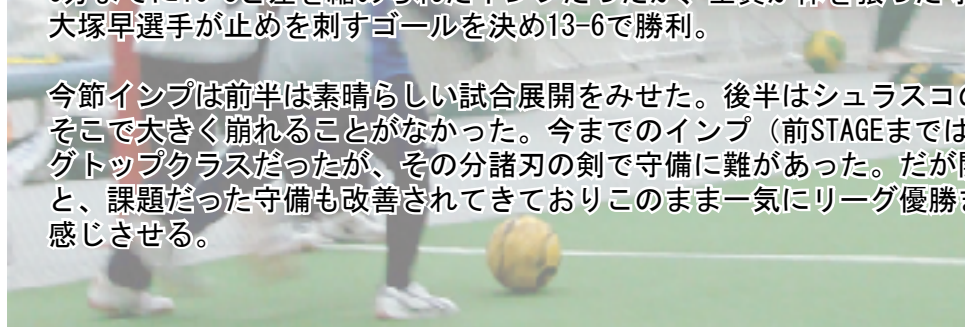 大塚早選手が止めを刺すゴールを決め13-6で勝利。
今節インプは前半は素晴らしい試合展開をみせた。後半はシュラスコの
そこで大きく崩れることがなかった。今までのインプ（前STAGEまでは
グトップクラスだったが、その分諸刃の剣で守備に難があった。だが開
と、課題だった守備も改善されてきておりこのまま一気にリーグ優勝ま
感じさせる。